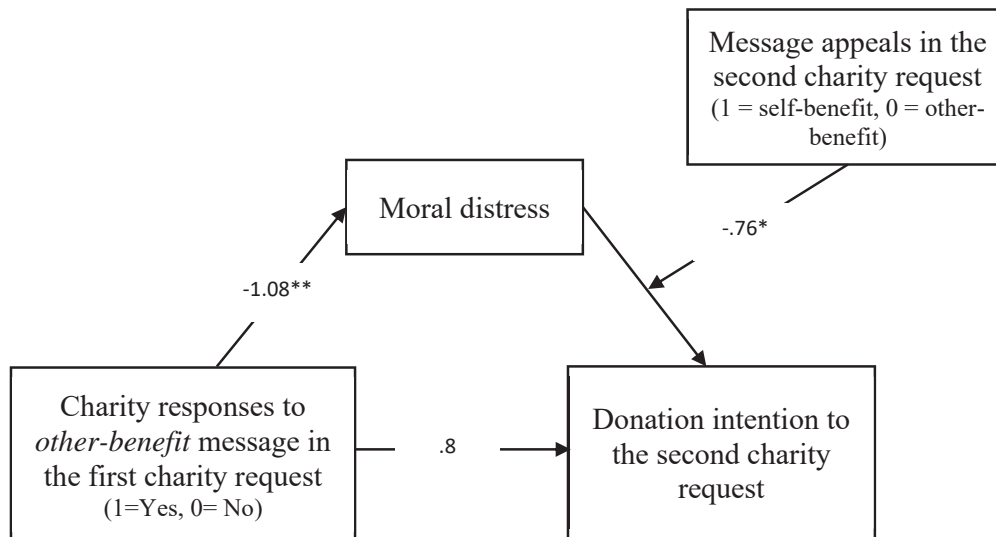 Message appeals in the
second charity request
(1 = self-benefit, 0 = other-
benefit)
Moral distress
-.76*
-1.08**
Charity responses to
other-benefit message in
the first charity request
(1=Yes, 0= No)
.8
Donation intention to
the second charity
request